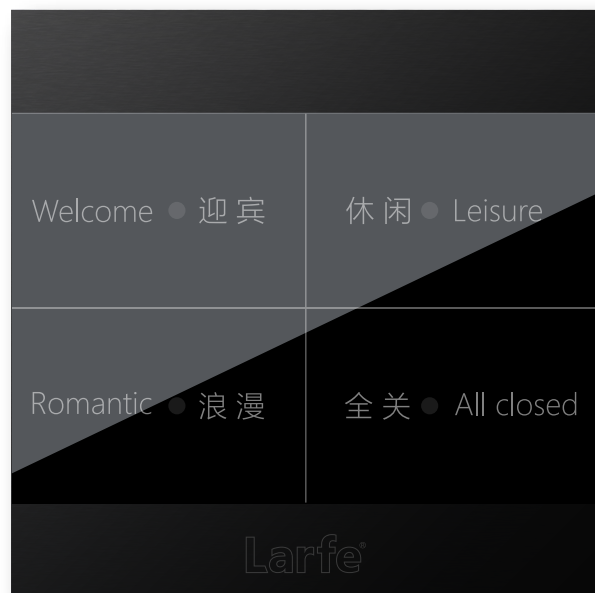 Welcome 迎宾
休闲 Leisure
Romantic 浪漫
全关 All closed
Larfe®